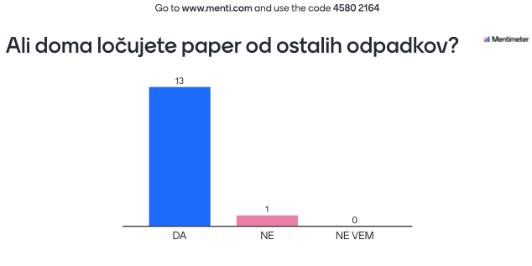 Go to www.menti.com and use the code 4580 2164
Ali doma ločujete paper od ostalih odpadkov?
Mentimeter
13
1
0
DA
NE
NE VEM